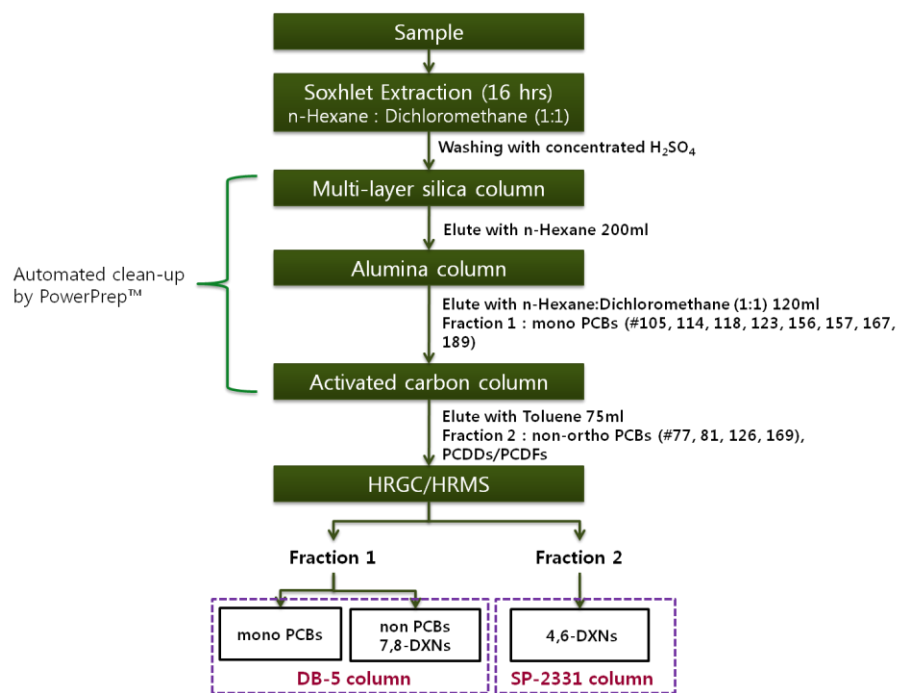 Sample
Soxhlet Extraction (16 hrs)
n-Hexane : Dichloromethane (1:1)
Washing with concentrated H₂SO₄
Multi-layer silica column
Elute with n-Hexane 200ml
Automated clean-up
by PowerPrep™
Alumina column
Elute with n-Hexane:Dichloromethane (1:1) 120ml
Fraction 1 : mono PCBs (#105, 114, 118, 123, 156, 157, 167,
189)
Activated carbon column
Elute with Toluene 75ml
Fraction 2 : non-ortho PCBs (#77, 81, 126, 169),
PCDDs/PCDFs
HRGC/HRMS
Fraction 1
Fraction 2
mono PCBs
non PCBs
7,8-DXNs
4,6-DXNs
DB-5 column
SP-2331 column